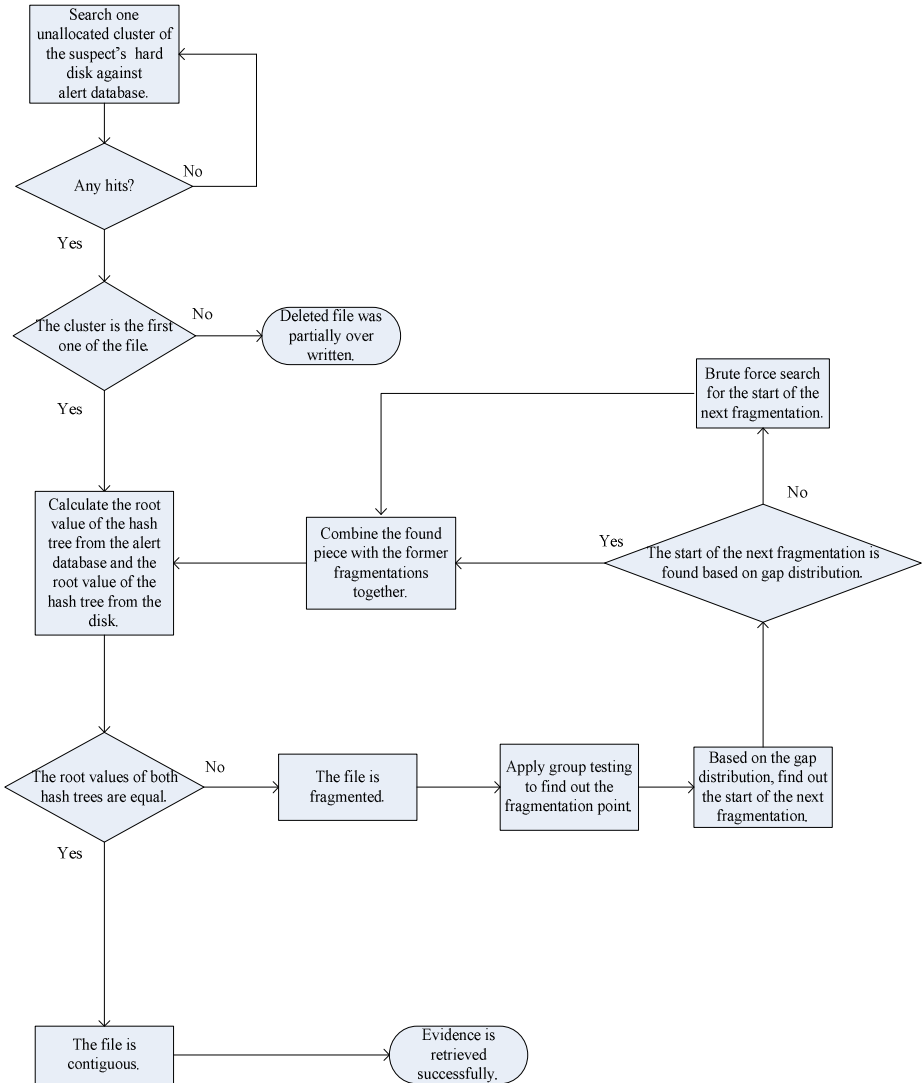 Search one
unallocated cluster of
the suspect's hard
disk against
alert database.
Any hits?
No
Yes
The cluster is the first
one of the file.
No
Deleted file was
partially over
written.
Yes
Brute force search
for the start of the
next fragmentation.
No
Calculate the root
value of the hash
tree from the alert
database and the
root value of the
hash tree from the
disk.
Combine the found
piece with the former
fragmentations
together.
Yes
The start of the next fragmentation is
found based on gap distribution.
The root values of both
hash trees are equal.
No
The file is
fragmented.
Apply group testing
to find out the
fragmentation point.
Based on the gap
distribution, find out
the start of the next
fragmentation.
Yes
The file is
contiguous.
Evidence is
retrieved
successfully.